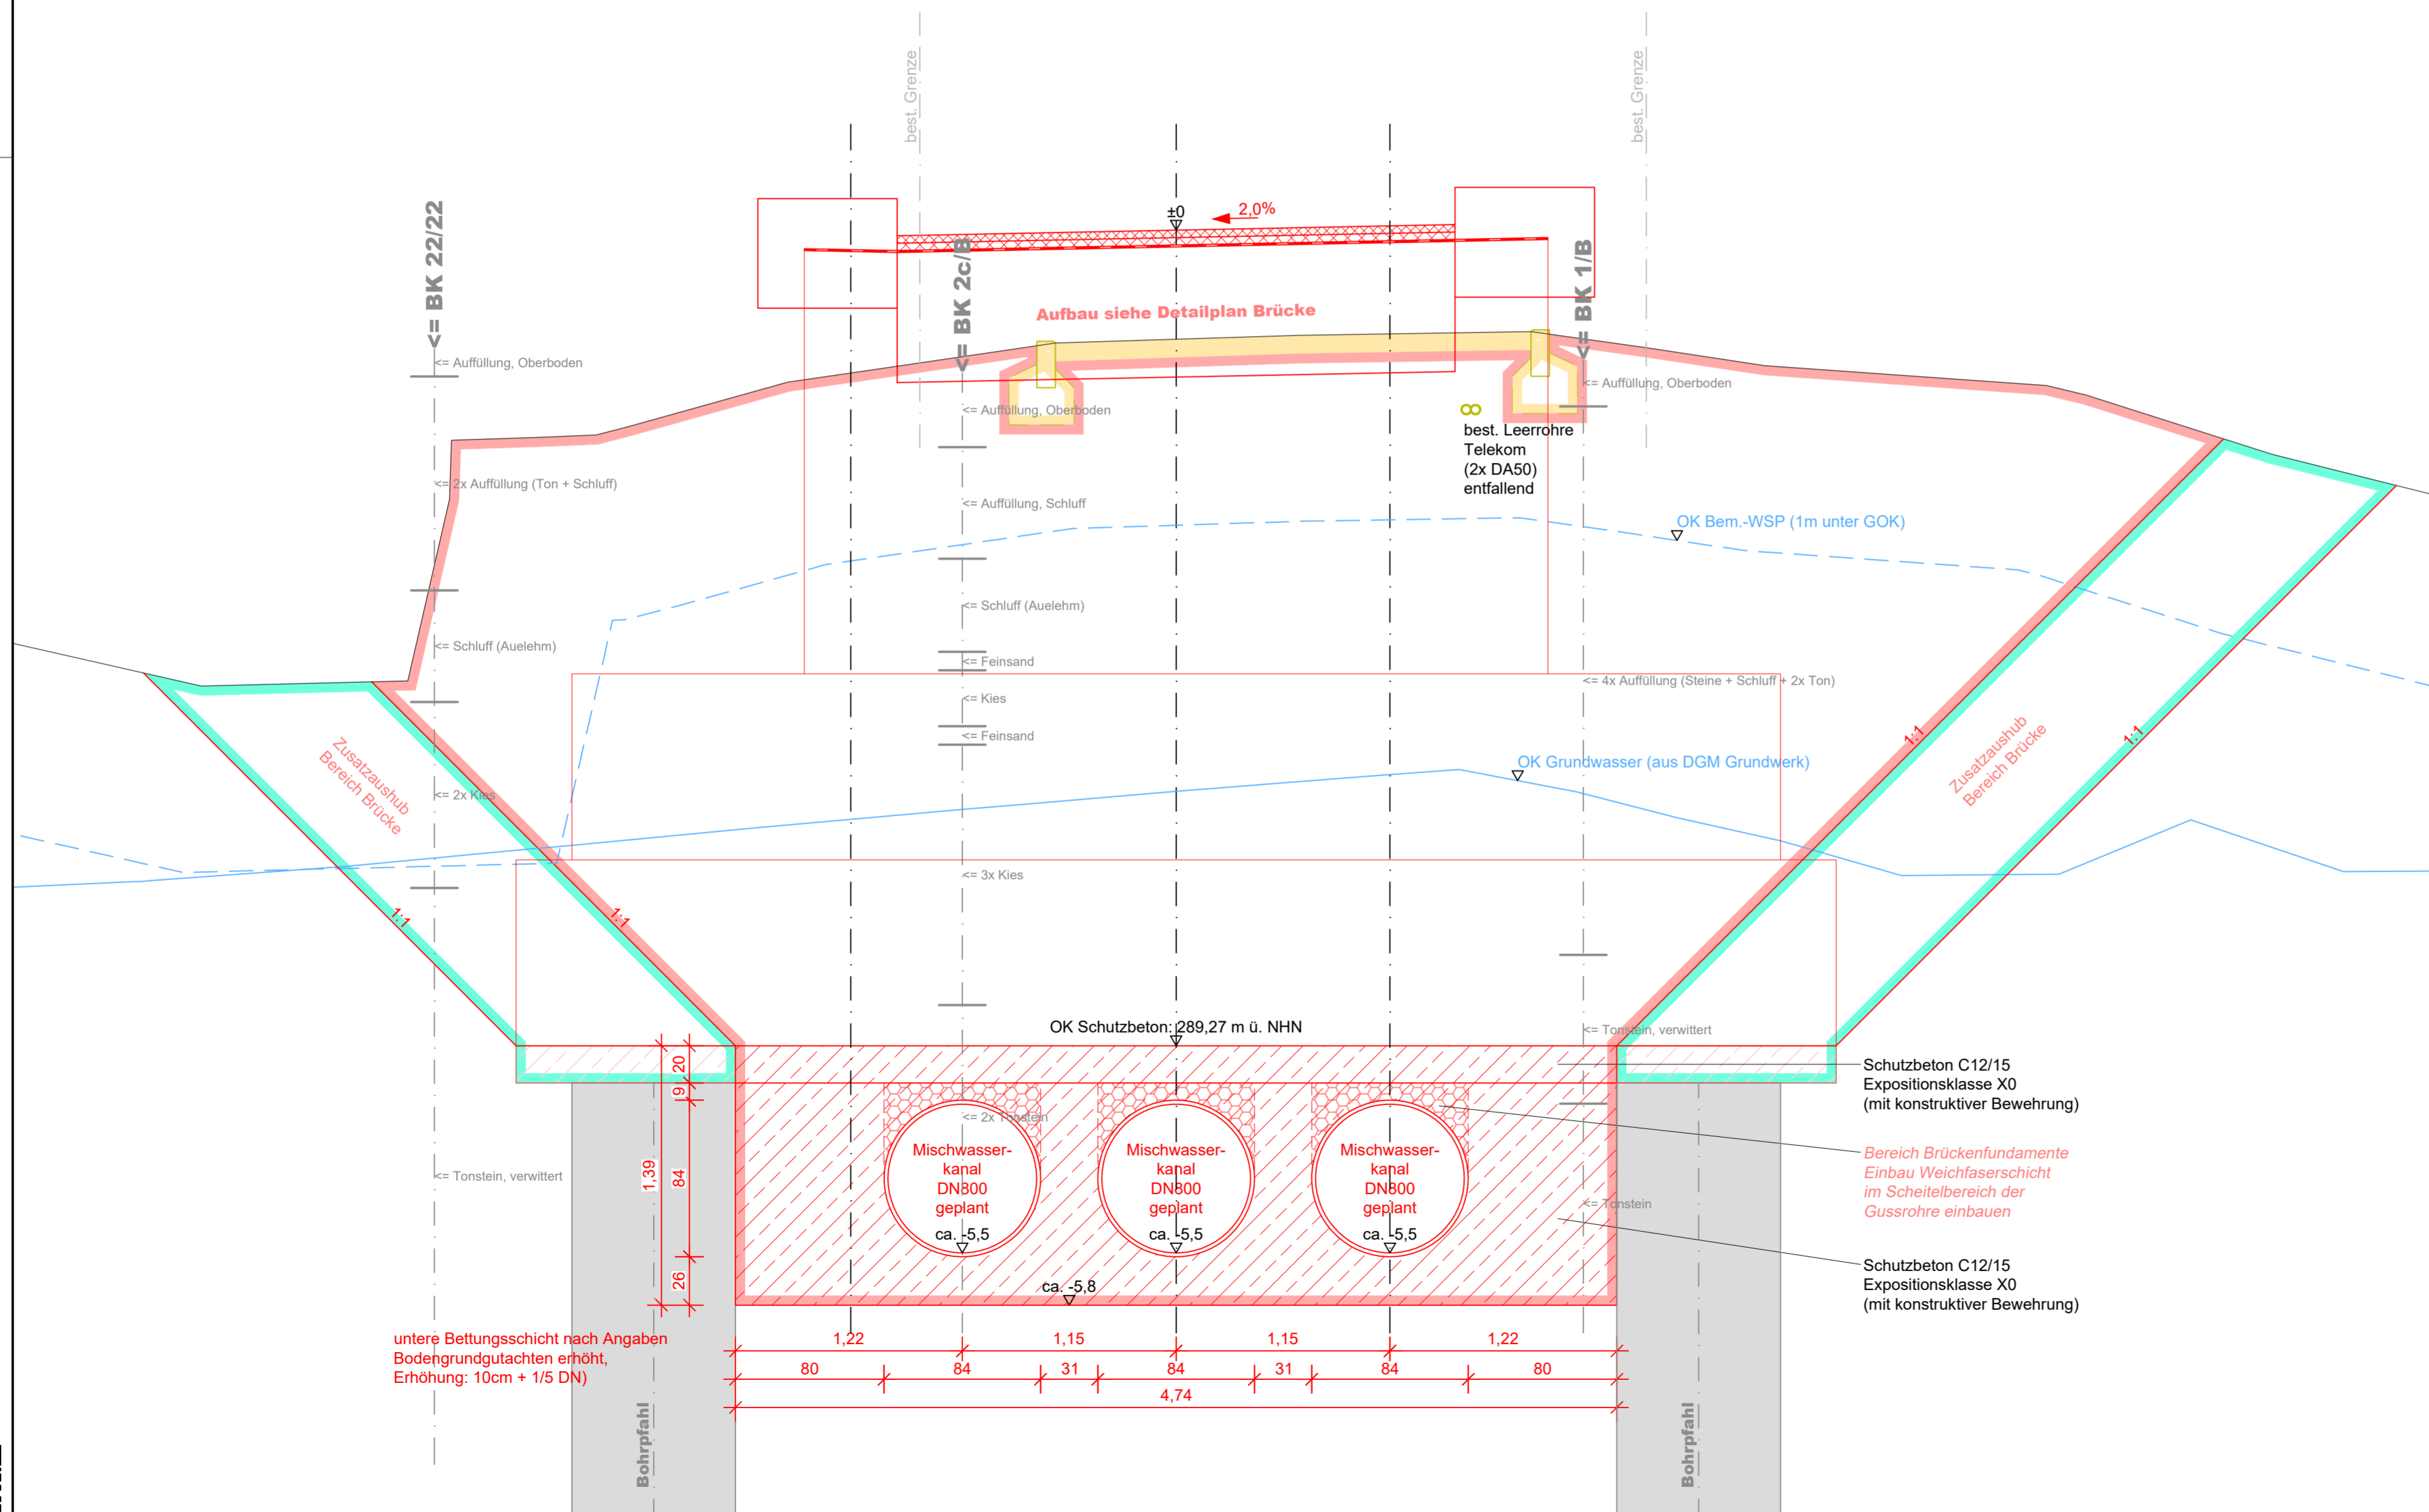 best. Grenze
best. Grenze
<= BK 22/22
±0
2,0%
<= BK 2c/B
<= BK 1/B
Aufbau siehe Detailplan Brücke
<= Auffüllung, Oberboden
<= Auffüllung, Oberboden
<= Auffüllung, Oberboden
8
best. Leerrohre
Telekom
(2x DA50)
entfallend
<= 2x Auffüllung (Ton + Schluff)
<= Auffüllung, Schluff
OK Bem.-WSP (1m unter GOK)
<= Schluff (Auelehm)
<= Schluff (Auelehm)
<= Feinsand
<= 4x Auffüllung (Steine + Schluff + 2x Ton)
<= Kies
<= Feinsand
Zusatzaushub
Bereich Brücke
1:1
Zusatzaushub
Bereich Brücke
1:1
OK Grundwasser (aus DGM Grundwerk)
<= 2x Kies
<= 3x Kies
1:1
1:1
OK Schutzbeton: 289,27 m ü. NHN
<= Tonstein, verwittert
20
9
84
26
1,39
Schutzbeton C12/15
Expositionsklasse X0
(mit konstruktiver Bewehrung)
<= 2x Tonstein
Mischwasser-
kanal
DN800
geplant
ca. -5,5
Mischwasser-
kanal
DN800
geplant
ca. -5,5
Mischwasser-
kanal
DN800
geplant
ca. -5,5
Bereich Brückenfundamente
Einbau Weichfaserschicht
im Scheitelbereich der
Gussrohre einbauen
<= Tonstein, verwittert
<= Tonstein
Schutzbeton C12/15
Expositionsklasse X0
(mit konstruktiver Bewehrung)
ca. -5,8
untere Bettungsschicht nach Angaben
Bodengrundgutachten erhöht,
Erhöhung: 10cm + 1/5 DN)
1,22 1,15 1,15 1,22
80 84 31 84 31 84 80
4,74
Bohrpfahl
Bohrpfahl